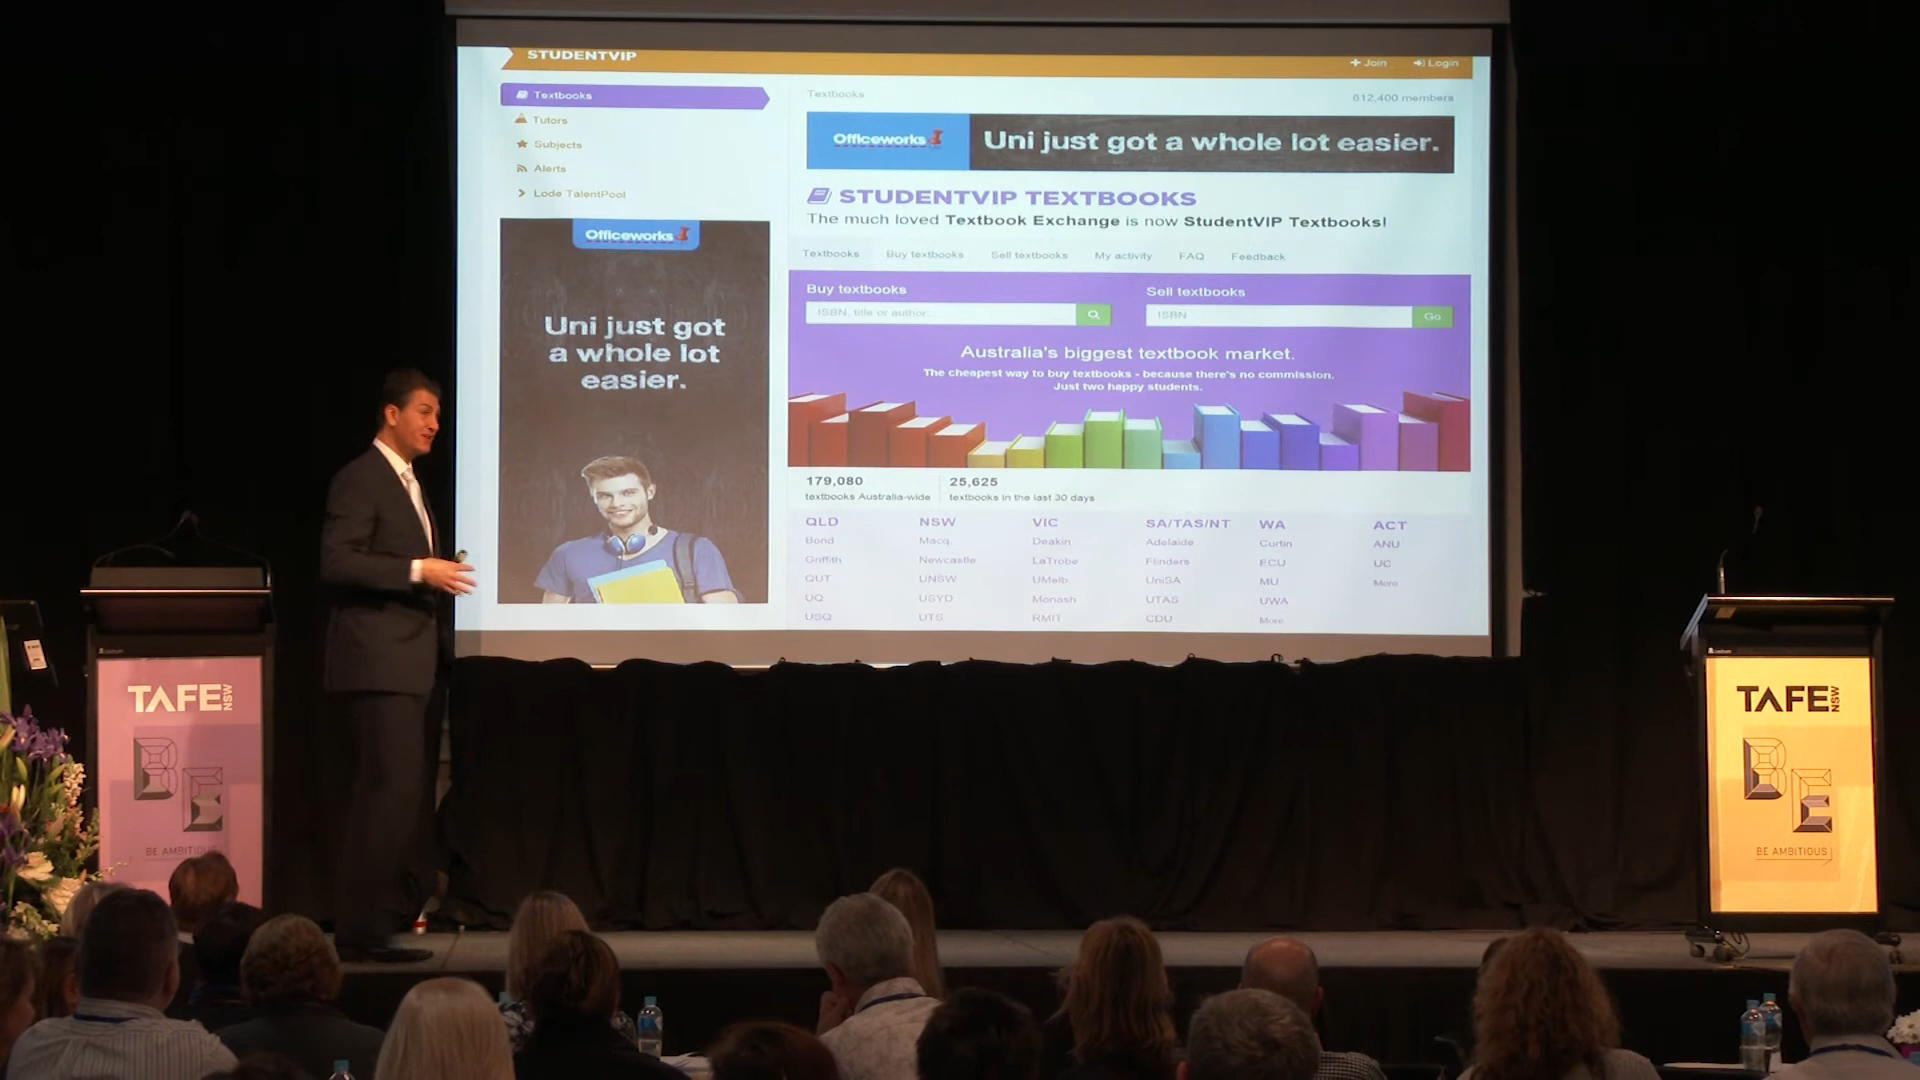 STUDENTVIP
Join
Login
Textbooks
Tutors
Subjects
Alerts
Lode TalentPool
Officeworks
Uni just got
a whole lot
easier.
Textbooks
612,400 members
Officeworks
Uni just got a whole lot easier.
STUDENTVIP TEXTBOOKS
The much loved Textbook Exchange is now StudentVIP Textbooks!
Textbooks Buy textbooks Sell textbooks My activity FAQ Feedback
Buy textbooks
ISBN, title or author...
Sell textbooks
ISBN
Go
Australia's biggest textbook market.
The cheapest way to buy textbooks - because there's no commission.
Just two happy students.
179,080
textbooks Australia-wide
25,625
textbooks in the last 30 days
QLD NSW VIC SA/TAS/NT WA ACT
Bond Macq Deakin Adelaide Curtin ANU
Griffith Newcastle LaTrobe Flinders ECU UC
QUT UNSW UMelb UniSA MU More
UQ USYD Monash UTAS UWA
USQ UTS RMIT CDU More
TAFE NSW
BE
BE AMBITIOUS
TAFE NSW
BE
BE AMBITIOUS